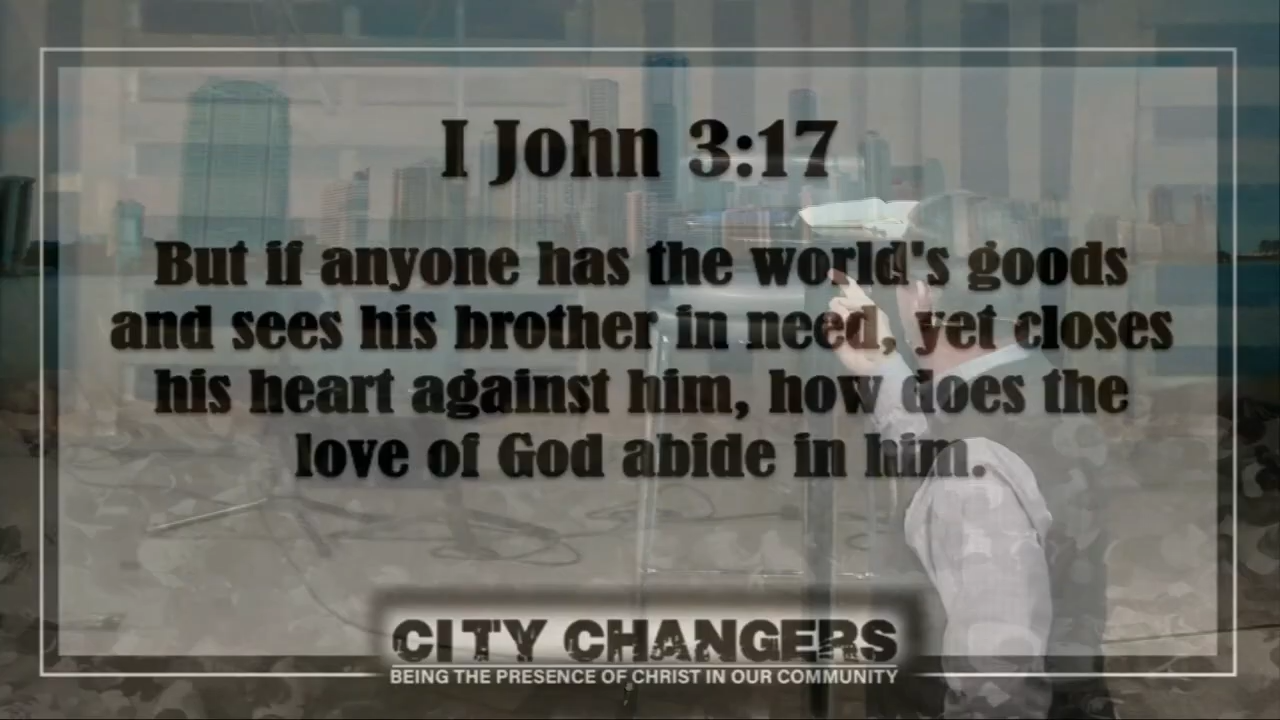 I John 3:17
But if anyone has the world's goods
and sees his brother in need, yet closes
his heart against him, how does the
love of God abide in him.
CITY CHANGERS
BEING THE PRESENCE OF CHRIST IN OUR COMMUNITY